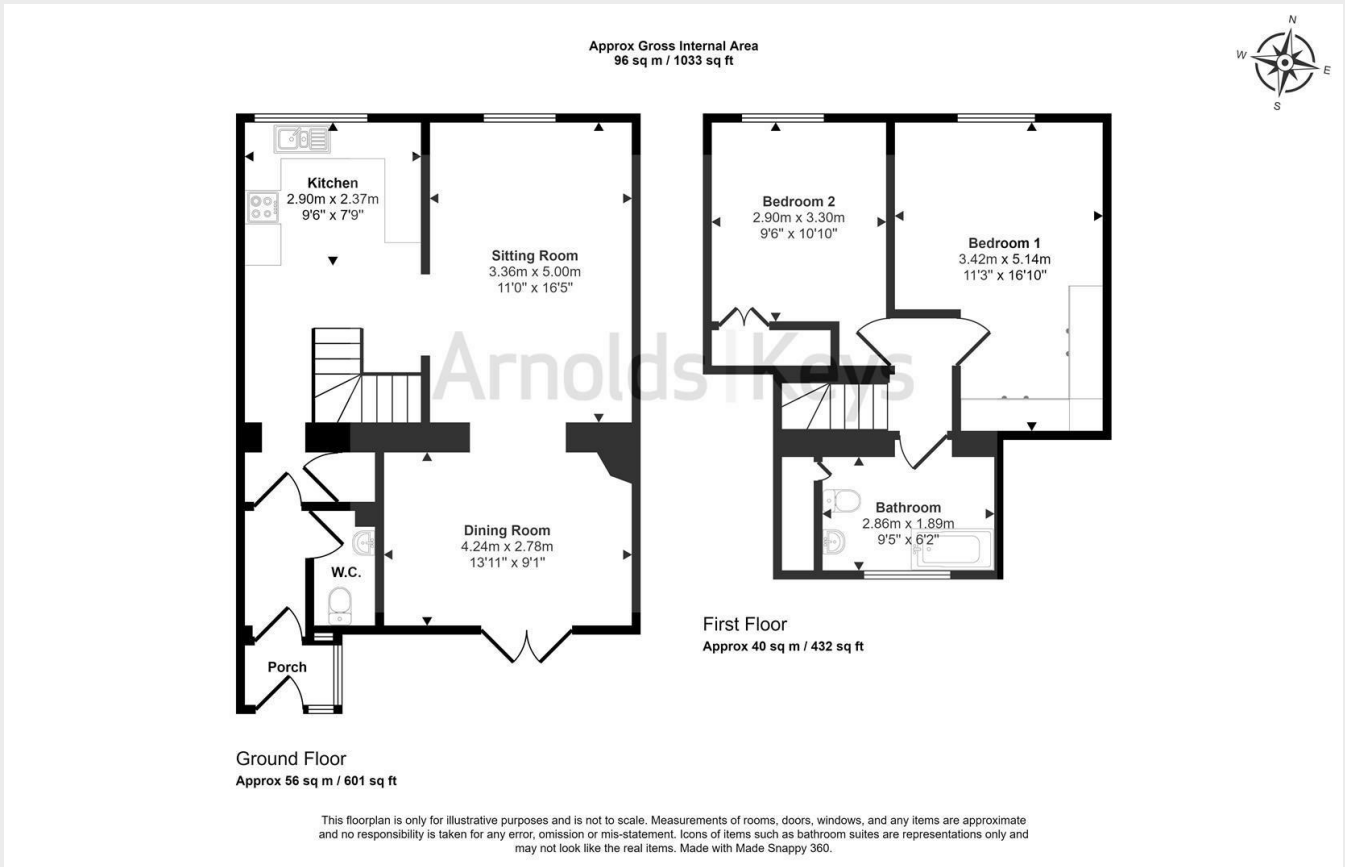 Approx Gross Internal Area
96 sq m / 1033 sq ft
N
W
E
S
Kitchen
2.90m x 2.37m
9'6" x 7'9"
Sitting Room
3.36m x 5.00m
11'0" x 16'5"
Bedroom 2
2.90m x 3.30m
9'6" x 10'10"
Bedroom 1
3.42m x 5.14m
11'3" x 16'10"
Arnolds Keys
Dining Room
4.24m x 2.78m
13'11" x 9'1"
Bathroom
2.86m x 1.89m
9'5" x 6'2"
W.C.
Porch
First Floor
Approx 40 sq m / 432 sq ft
Ground Floor
Approx 56 sq m / 601 sq ft
This floorplan is only for illustrative purposes and is not to scale. Measurements of rooms, doors, windows, and any items are approximate
and no responsibility is taken for any error, omission or mis-statement. Icons of items such as bathroom suites are representations only and
may not look like the real items. Made with Made Snappy 360.